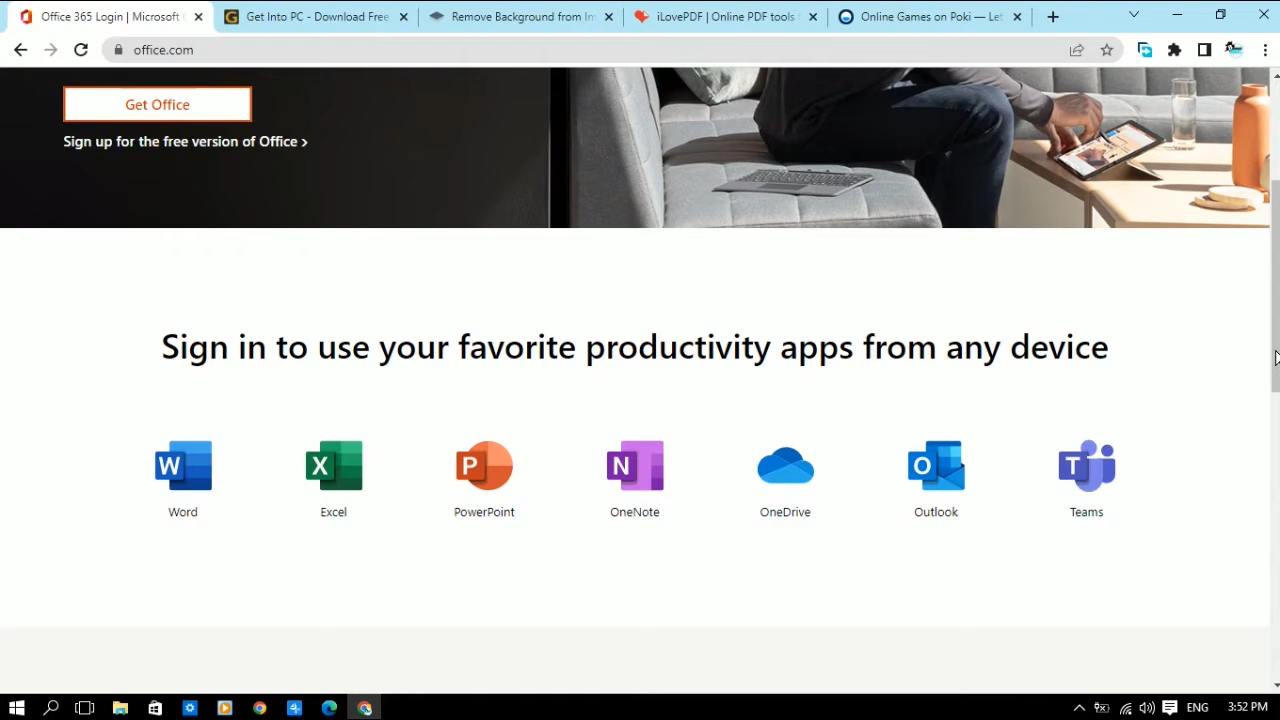 Office 365 Login | Microsoft
Get Into PC - Download Free
Remove Background from Im
iLovePDF | Online PDF tools
Online Games on Poki — Let
office.com
Get Office
Sign up for the free version of Office >
Sign in to use your favorite productivity apps from any device
W X P N O T
Word Excel PowerPoint OneNote OneDrive Outlook Teams
ENG 3:52 PM